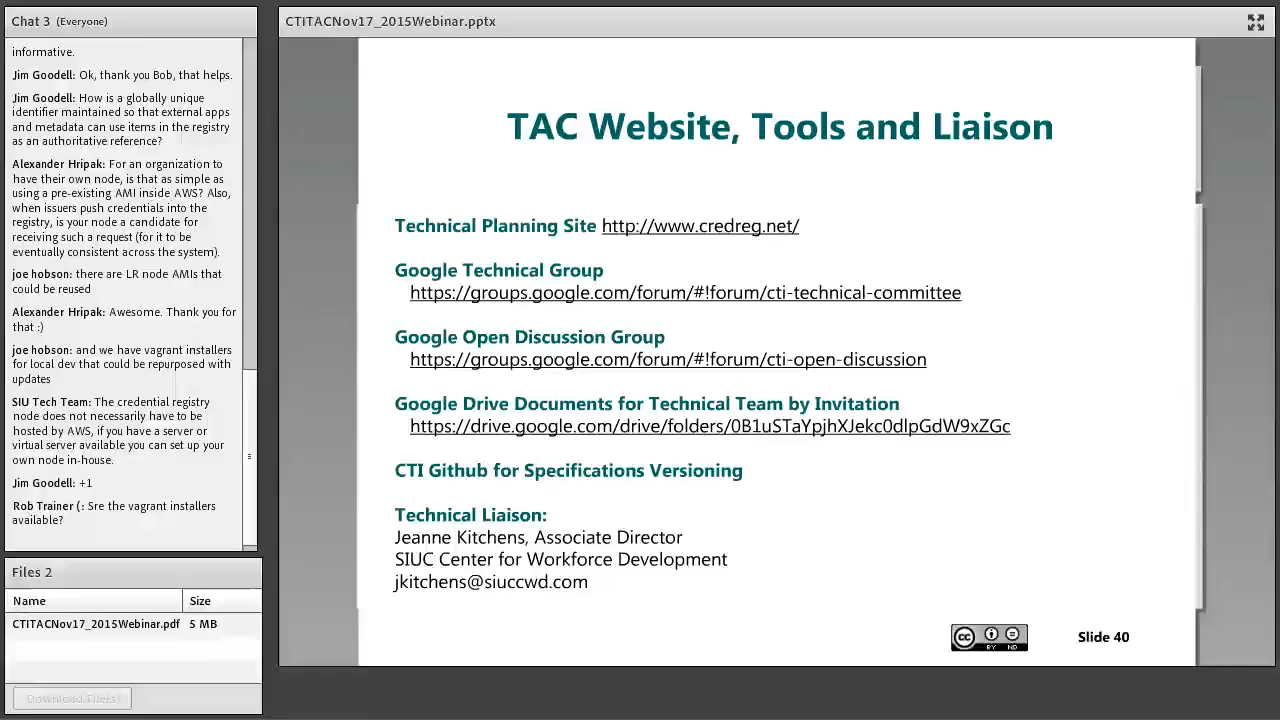 Chat 3 (Everyone)
informative.
Jim Goodell: Ok, thank you Bob, that helps.
Jim Goodell: How is a globally unique
identifier maintained so that external apps
and metadata can use items in the registry
as an authoritative reference?
Alexander Hripak: For an organization to
have their own node, is that as simple as
using a pre-existing AMI inside AWS? Also,
when issuers push credentials into the
registry, is your node a candidate for
receiving such a request (for it to be
eventually consistent across the system).
joe hobson: there are LR node AMIs that
could be reused
Alexander Hripak: Awesome. Thank you for
that :)
joe hobson: and we have vagrant installers
for local dev that could be repurposed with
updates
SIU Tech Team: The credential registry
node does not necessarily have to be
hosted by AWS, if you have a server or
virtual server available you can set up your
own node in-house.
Jim Goodell: +1
Rob Trainer (: Sre the vagrant installers
available?
Files 2
Name Size
CTITACNov17_2015Webinar.pdf 5 MB
Download File(s)
CTITACNov17_2015Webinar.pptx
TAC Website, Tools and Liaison
Technical Planning Site http://www.credreg.net/
Google Technical Group
https://groups.google.com/forum/#!forum/cti-technical-committee
Google Open Discussion Group
https://groups.google.com/forum/#!forum/cti-open-discussion
Google Drive Documents for Technical Team by Invitation
https://drive.google.com/drive/folders/0B1uSTaYpjhXJekc0dlpGdW9xZGc
CTI Github for Specifications Versioning
Technical Liaison:
Jeanne Kitchens, Associate Director
SIUC Center for Workforce Development
jkitchens@siuccwd.com
cc BY ND
Slide 40